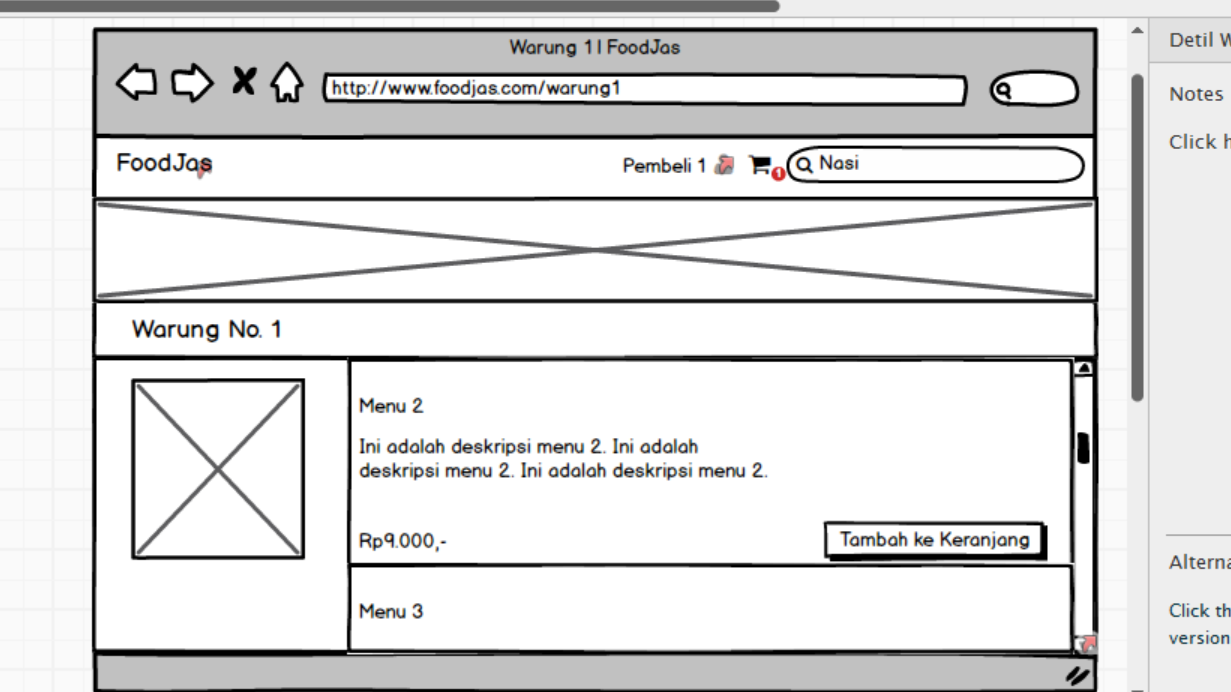 Warung 1 | FoodJas
http://www.foodjas.com/warung1
FoodJas
Pembeli 1
1
Nasi
Warung No. 1
Menu 2
Ini adalah deskripsi menu 2. Ini adalah
deskripsi menu 2. Ini adalah deskripsi menu 2.
Rp9.000,-
Tambah ke Keranjang
Menu 3
Detil
Notes
Click
Click
version